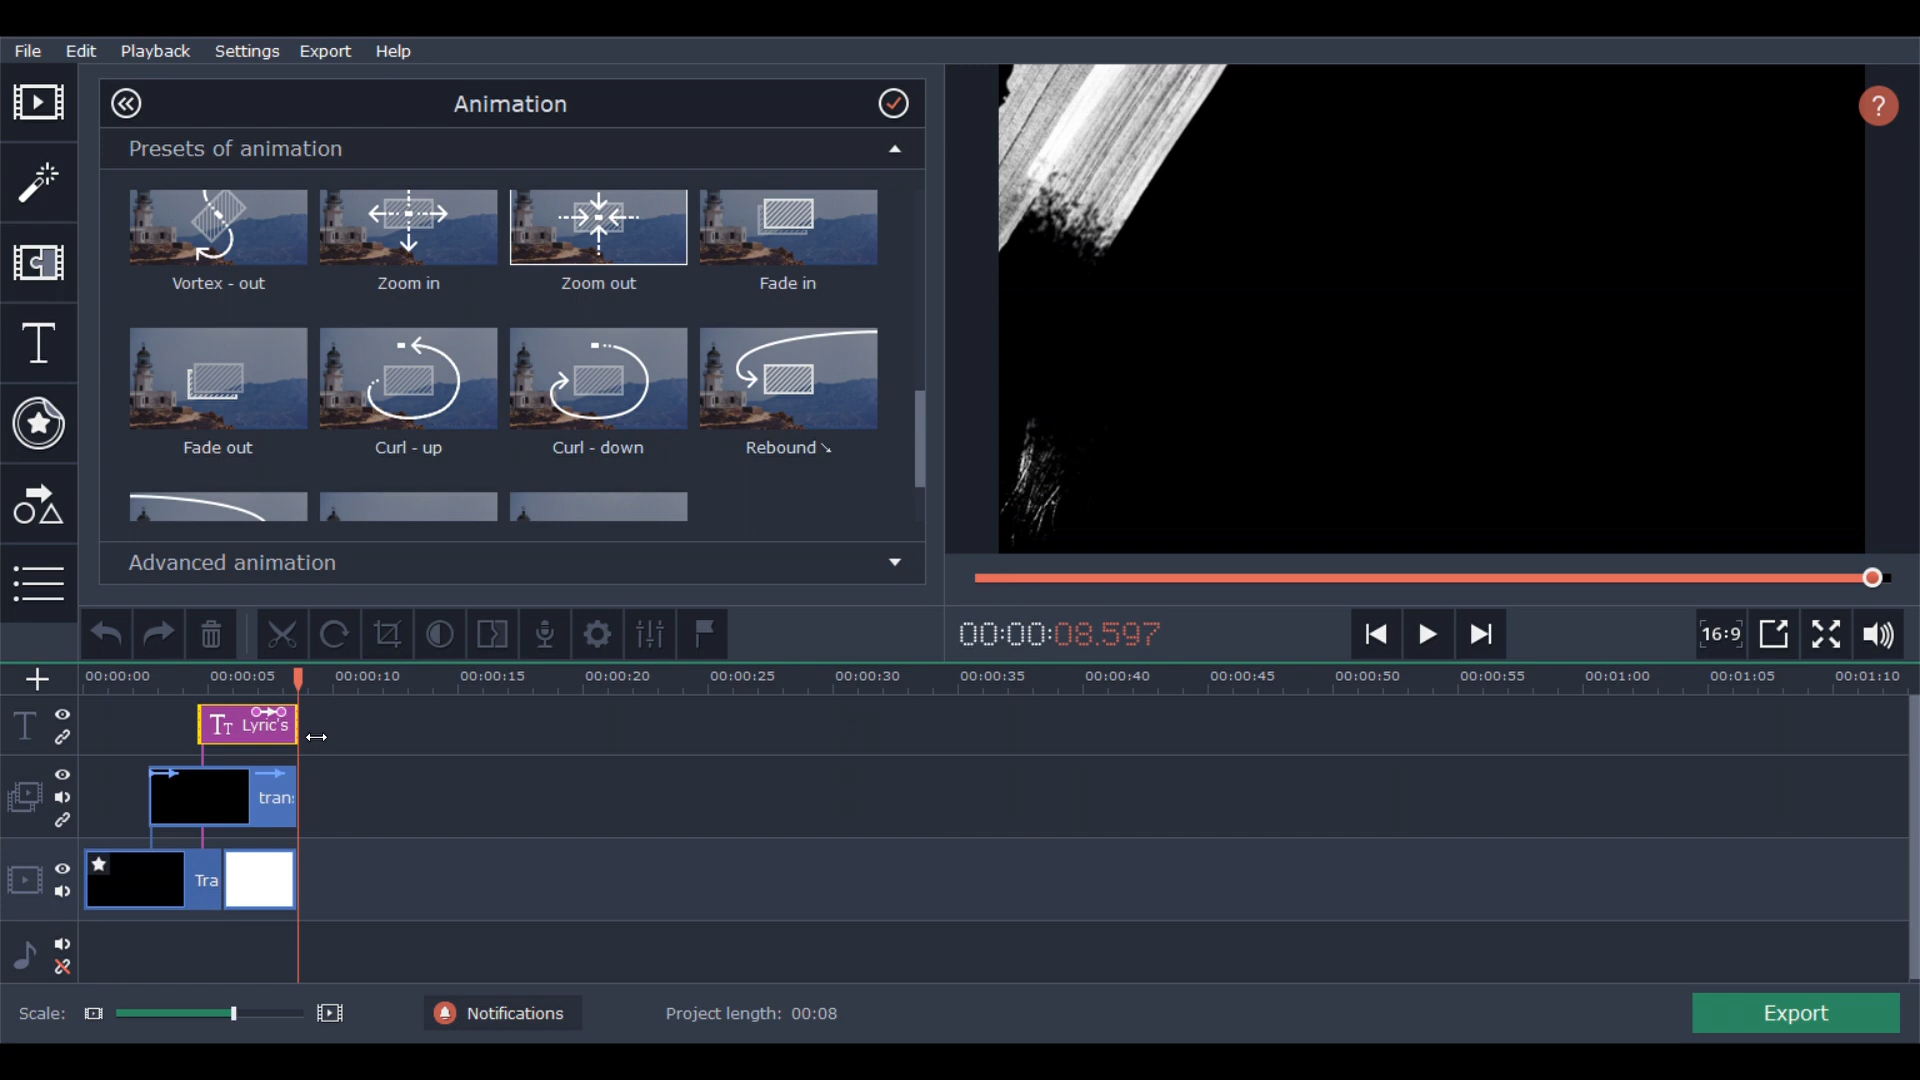 File Edit Playback Settings Export Help
Animation
Presets of animation
Vortex - out Zoom in Zoom out Fade in
Fade out Curl - up Curl - down Rebound ↘
Advanced animation
?
00:00:08.597
16:9
00:00:00 00:00:05 00:00:10 00:00:15 00:00:20 00:00:25 00:00:30 00:00:35 00:00:40 00:00:45 00:00:50 00:00:55 00:01:00 00:01:05 00:01:10
Lyric's
tran:
Tra
Scale: Notifications Project length: 00:08 Export